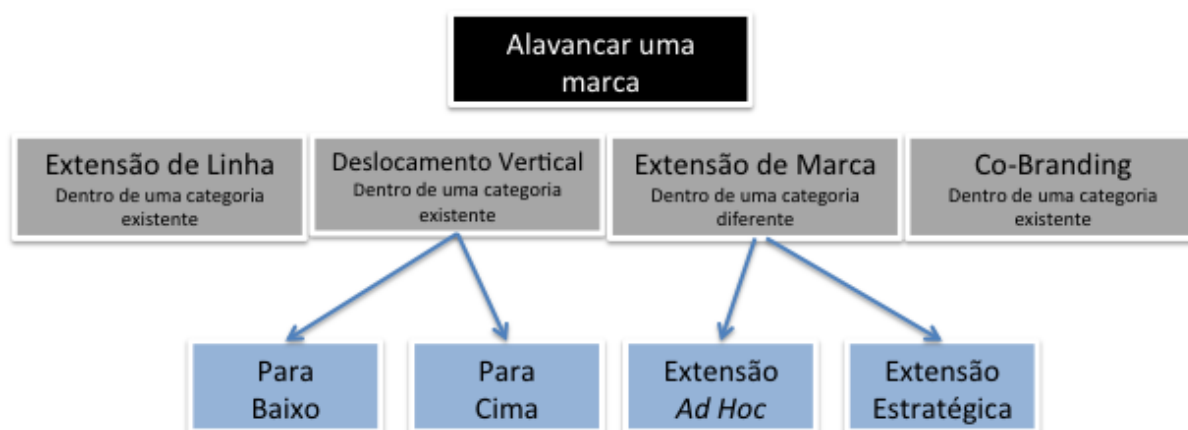 Alavancar uma
marca
Extensão de Linha
Dentro de uma categoria
existente
Deslocamento Vertical
Dentro de uma categoria
existente
Extensão de Marca
Dentro de uma categoria
diferente
Co-Branding
Dentro de uma categoria
existente
Para
Baixo
Para
Cima
Extensão
Ad Hoc
Extensão
Estratégica